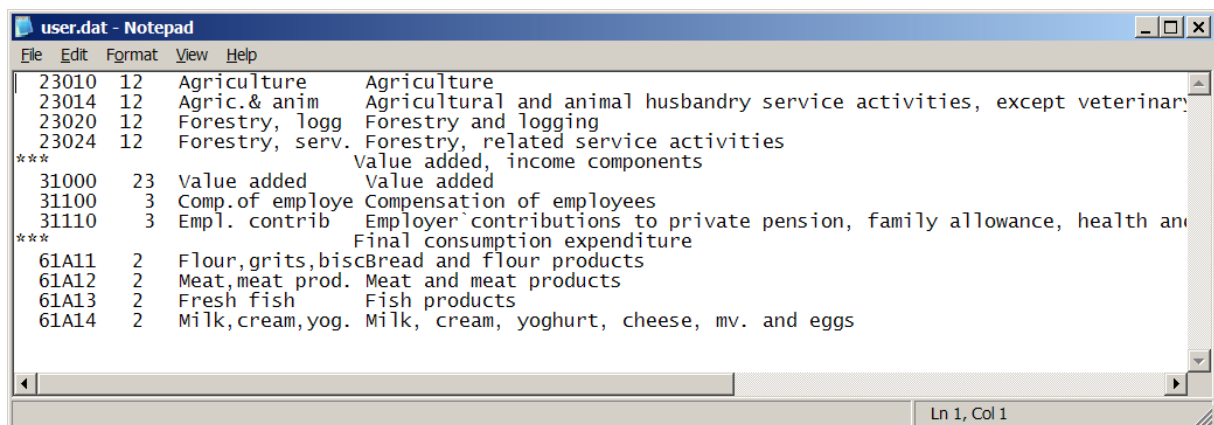 user.dat - Notepad
File Edit Format View Help
23010 12 Agriculture Agriculture
23014 12 Agric.& anim Agricultural and animal husbandry service activities, except veterinary
23020 12 Forestry, logg Forestry and logging
23024 12 Forestry, serv. Forestry, related service activities
*** Value added, income components
31000 23 Value added Value added
31100 3 Comp.of employe Compensation of employees
31110 3 Empl. contrib Employer`contributions to private pension, family allowance, health and
*** Final consumption expenditure
61A11 2 Flour,grits,biscBread and flour products
61A12 2 Meat,meat prod. Meat and meat products
61A13 2 Fresh fish Fish products
61A14 2 Milk,cream,yog. Milk, cream, yoghurt, cheese, mv. and eggs
Ln 1, Col 1